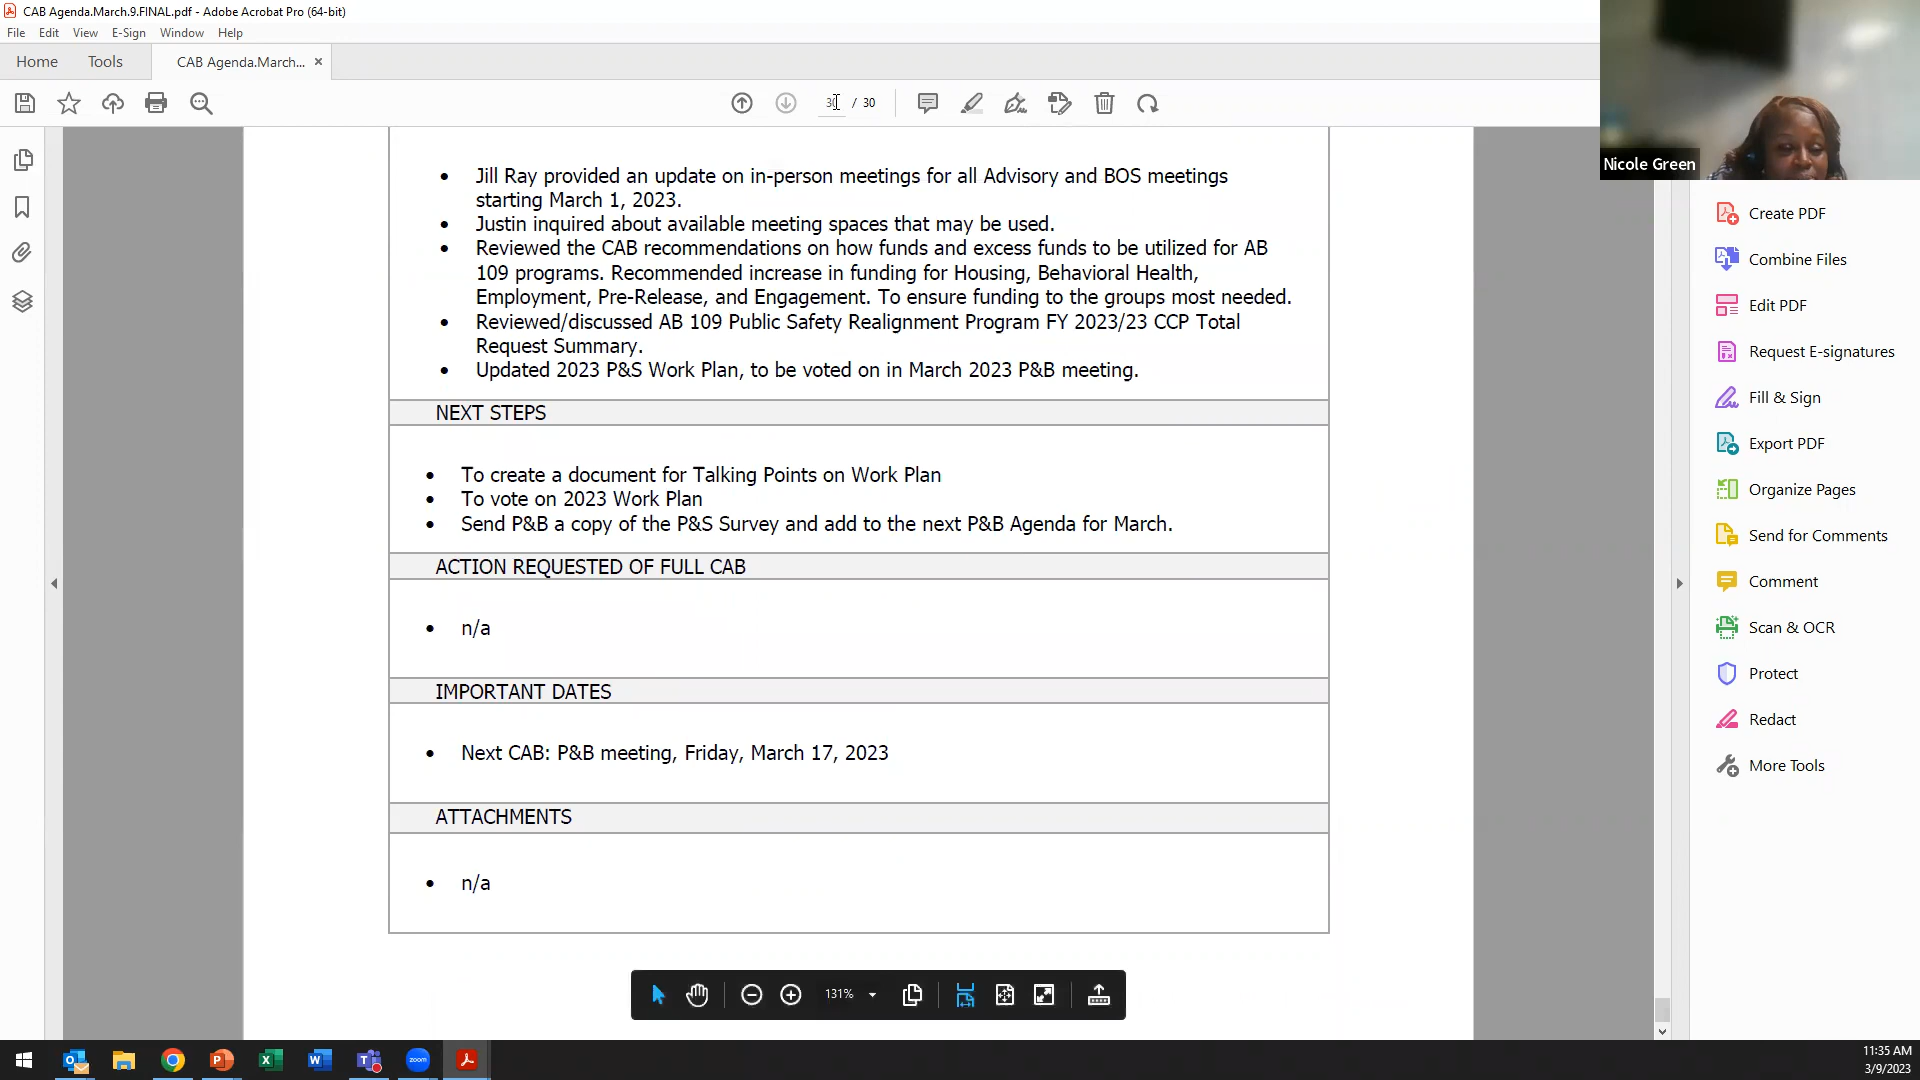 CAB Agenda.March.9.FINAL.pdf - Adobe Acrobat Pro (64-bit)
File Edit View E-Sign Window Help
Home Tools CAB Agenda.March... ×
/ 30
Nicole Green
Jill Ray provided an update on in-person meetings for all Advisory and BOS meetings
starting March 1, 2023.
Justin inquired about available meeting spaces that may be used.
Reviewed the CAB recommendations on how funds and excess funds to be utilized for AB
109 programs. Recommended increase in funding for Housing, Behavioral Health,
Employment, Pre-Release, and Engagement. To ensure funding to the groups most needed.
Reviewed/discussed AB 109 Public Safety Realignment Program FY 2023/23 CCP Total
Request Summary.
Updated 2023 P&S Work Plan, to be voted on in March 2023 P&B meeting.
NEXT STEPS
To create a document for Talking Points on Work Plan
To vote on 2023 Work Plan
Send P&B a copy of the P&S Survey and add to the next P&B Agenda for March.
ACTION REQUESTED OF FULL CAB
n/a
IMPORTANT DATES
Next CAB: P&B meeting, Friday, March 17, 2023
ATTACHMENTS
n/a
Create PDF
Combine Files
Edit PDF
Request E-signatures
Fill & Sign
Export PDF
Organize Pages
Send for Comments
Comment
Scan & OCR
Protect
Redact
More Tools
131%
zoom
11:35 AM
3/9/2023